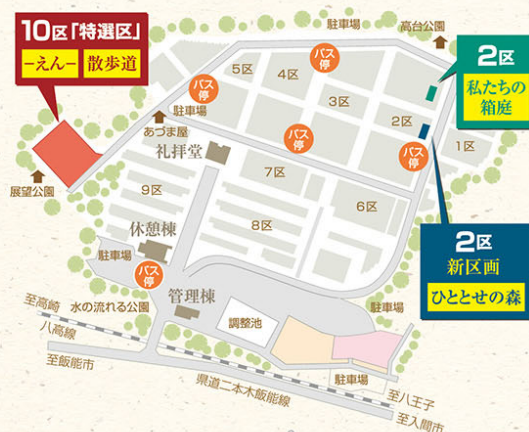 10区「特選区」
-えん- 散歩道
駐車場
高台公園
2区
私たちの
箱庭
バス停
5区
4区
バス停
3区
2区
1区
バス停
バス停
駐車場
あづま屋
礼拝堂
展望公園
7区
6区
9区
8区
2区
新区画
ひととせの森
休憩棟
駐車場
バス停
管理棟
水の流れる公園
調整池
駐車場
至高崎
八高線
至飯能市
県道二本木飯能線
駐車場
至八王子
至入間市